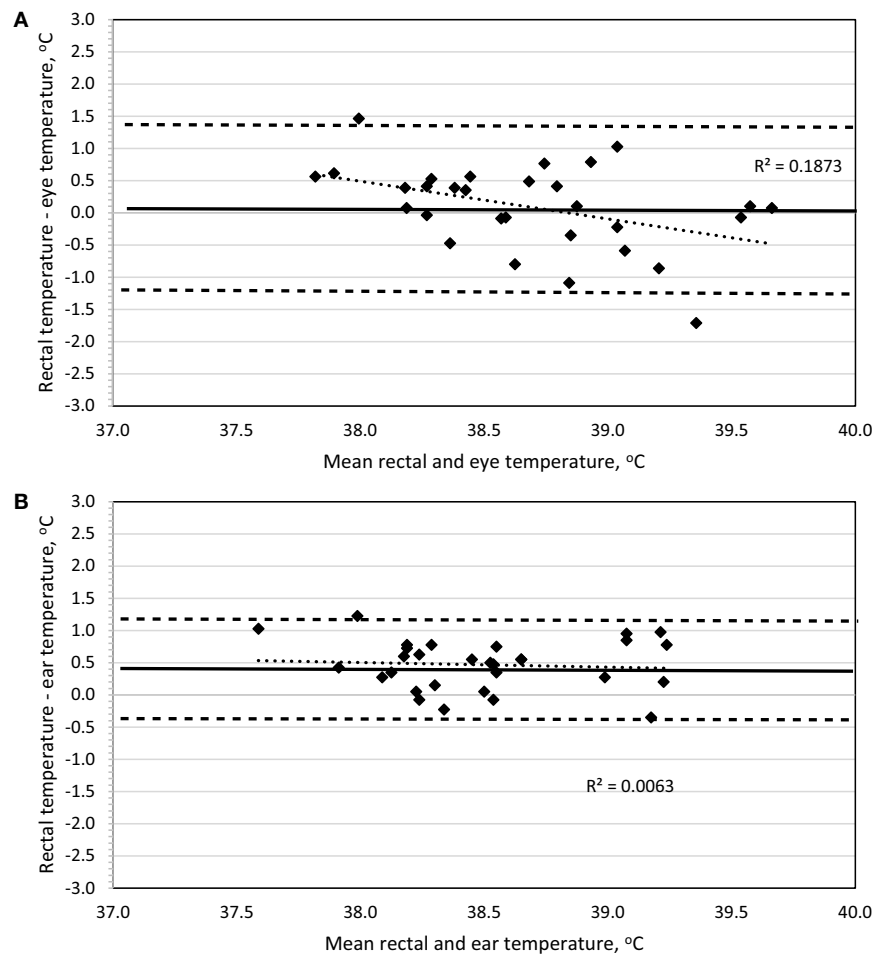 A
Rectal temperature - eye temperature, °C
3.0
2.5
2.0
1.5
1.0
0.5
0.0
-0.5
-1.0
-1.5
-2.0
-2.5
-3.0
R² = 0.1873
37.0 37.5 38.0 38.5 39.0 39.5 40.0
Mean rectal and eye temperature, °C
B
Rectal temperature - ear temperature, °C
3.0
2.5
2.0
1.5
1.0
0.5
0.0
-0.5
-1.0
-1.5
-2.0
-2.5
-3.0
R² = 0.0063
37.0 37.5 38.0 38.5 39.0 39.5 40.0
Mean rectal and ear temperature, °C